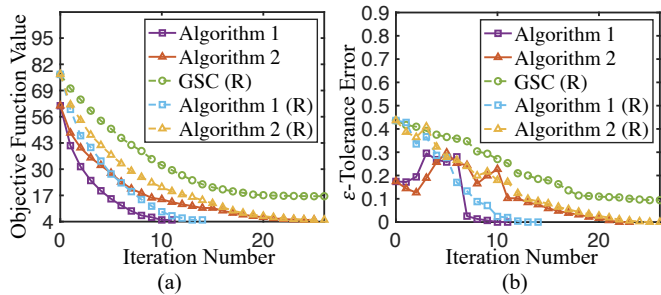 95
82
69
56
43
30
17
4
Objective Function Value
Algorithm 1
Algorithm 2
GSC (R)
Algorithm 1 (R)
Algorithm 2 (R)
0 10 20
Iteration Number
(a)
0.9
0.8
0.7
0.6
0.5
0.4
0.3
0.2
0.1
0
ε-Tolerance Error
Algorithm 1
Algorithm 2
GSC (R)
Algorithm 1 (R)
Algorithm 2 (R)
0 10 20
Iteration Number
(b)